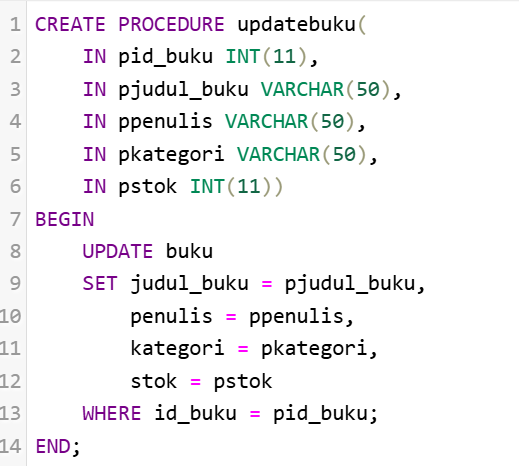 1 CREATE PROCEDURE updatebuku(
2     IN pid_buku INT(11),
3     IN pjudul_buku VARCHAR(50),
4     IN ppenulis VARCHAR(50),
5     IN pkategori VARCHAR(50),
6     IN pstok INT(11))
7 BEGIN
8     UPDATE buku
9     SET judul_buku = pjudul_buku,
10         penulis = ppenulis,
11         kategori = pkategori,
12         stok = pstok
13     WHERE id_buku = pid_buku;
14 END;